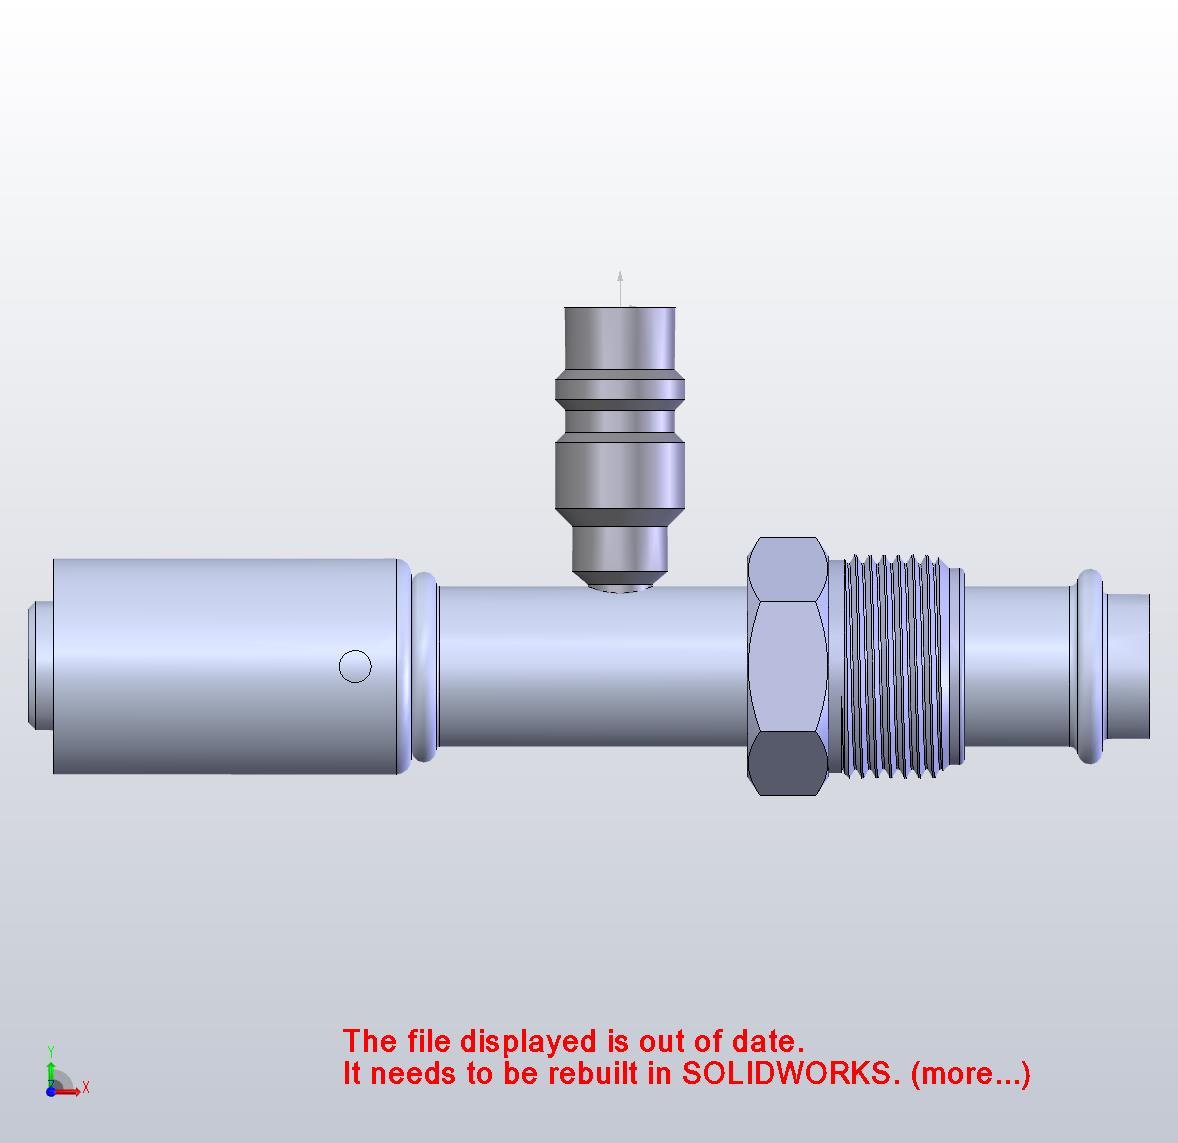 The file displayed is out of date.
It needs to be rebuilt in SOLIDWORKS. (more...)
Y
Z
X